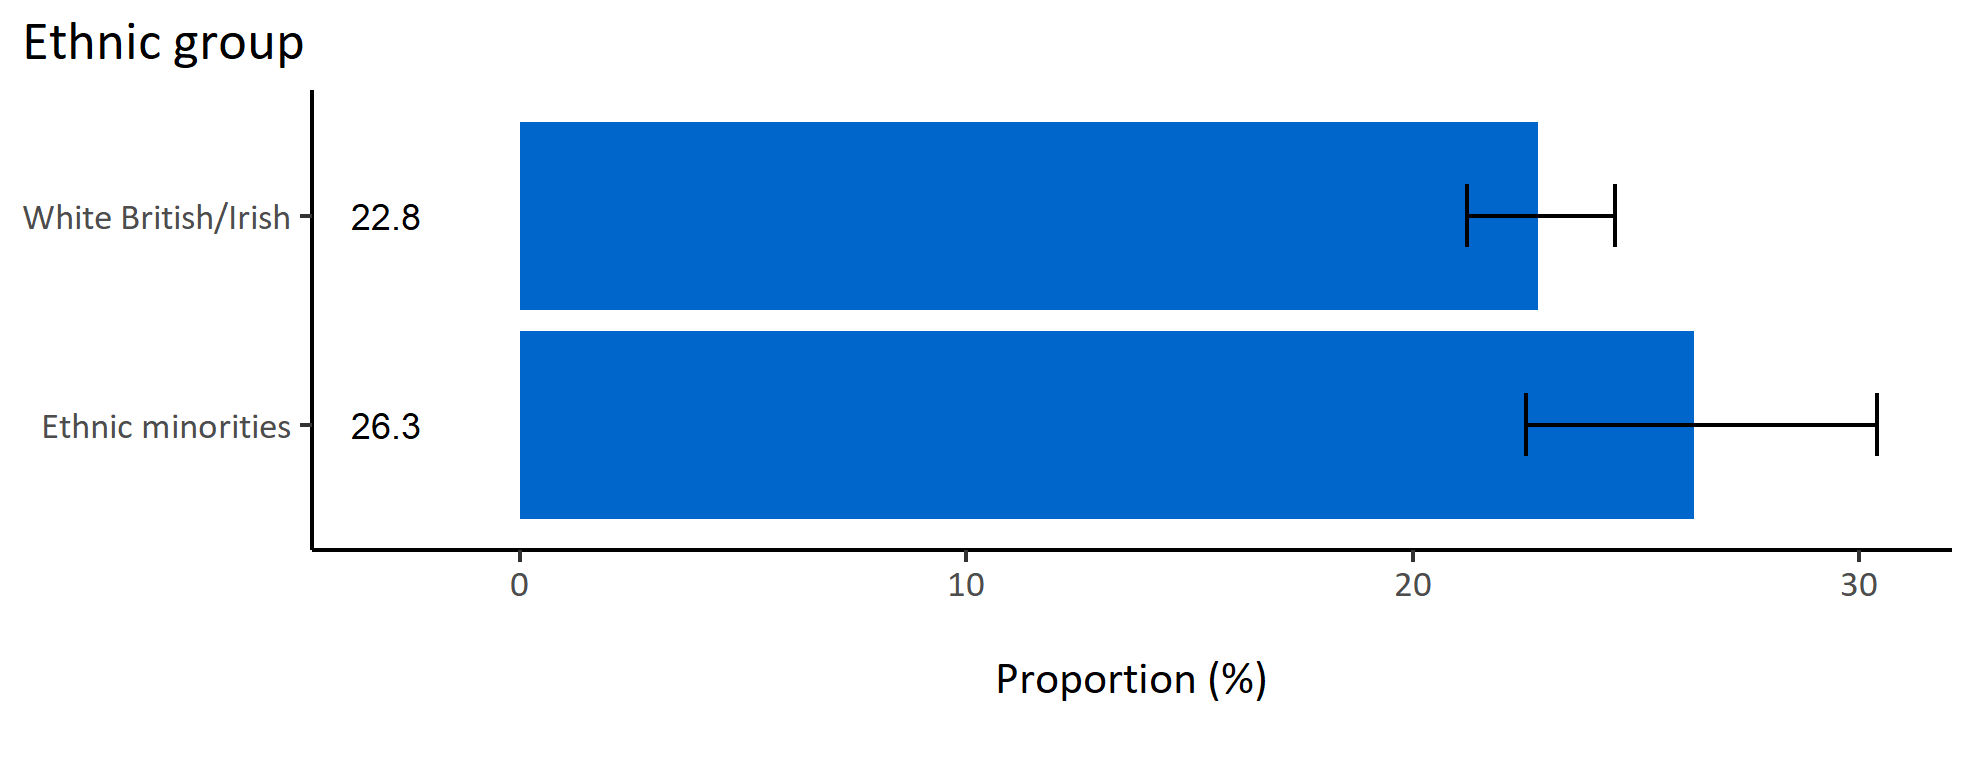 Ethnic group
White British/Irish 22.8
Ethnic minorities 26.3
0 10 20 30
Proportion (%)